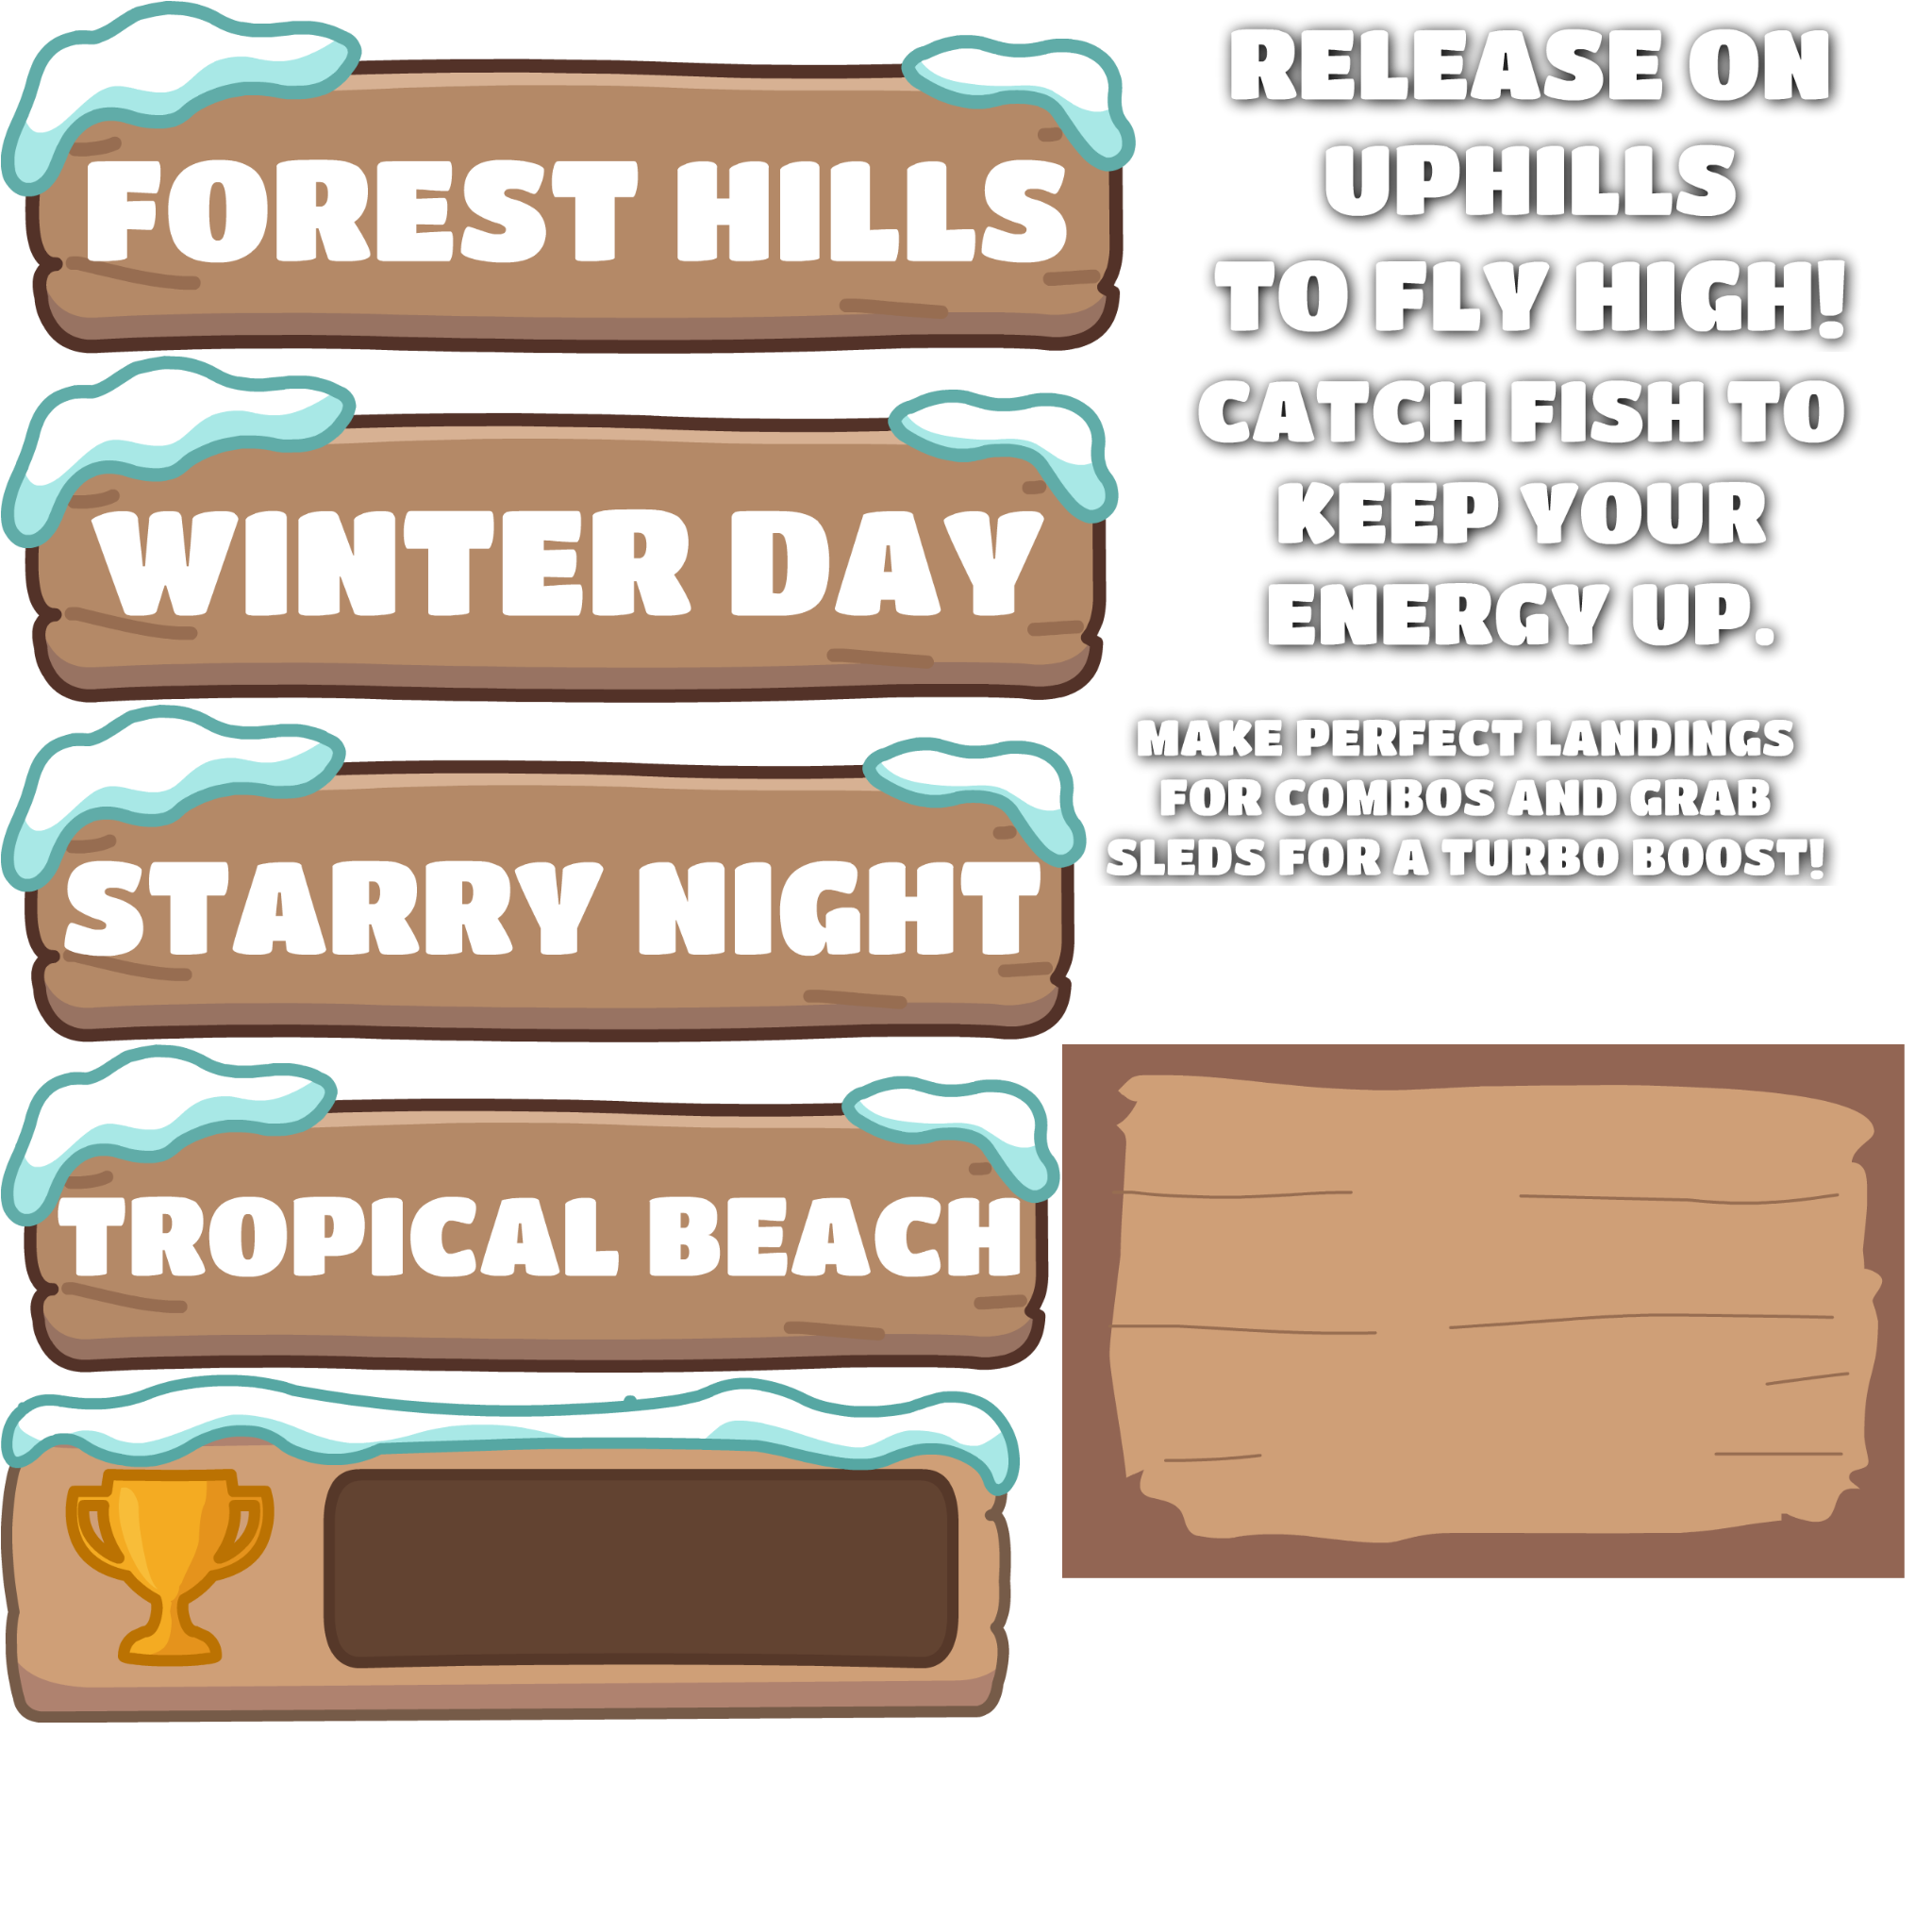 FOREST HILLS
WINTER DAY
STARRY NIGHT
TROPICAL BEACH
RELEASE ON
UPHILLS
TO FLY HIGH!
CATCH FISH TO
KEEP YOUR
ENERGY UP.
MAKE PERFECT LANDINGS
FOR COMBOS AND GRAB
SLEDS FOR A TURBO BOOST!